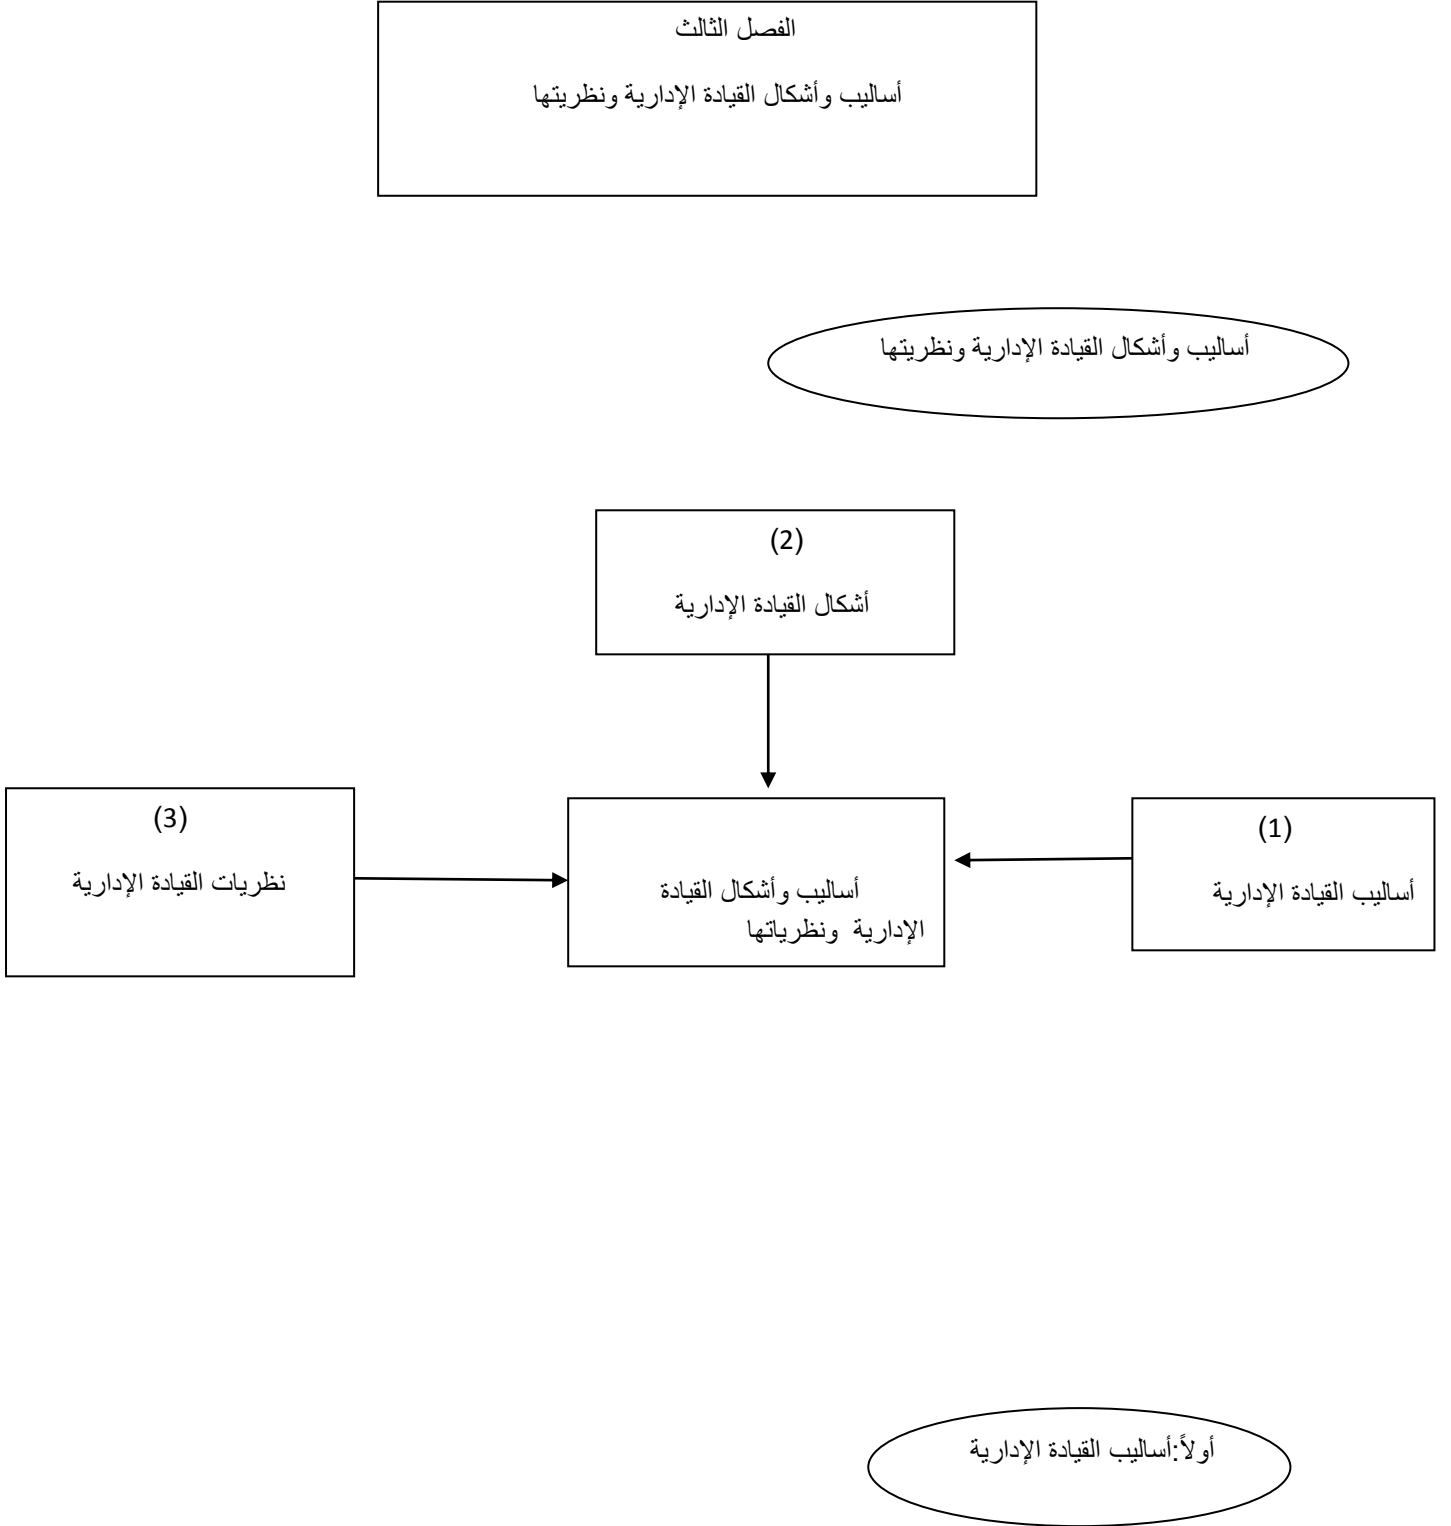 الفصل الثالث
أساليب وأشكال القيادة الإدارية ونظريتها
أساليب وأشكال القيادة الإدارية ونظريتها
(2)
أشكال القيادة الإدارية
(1)
أساليب القيادة الإدارية
أساليب وأشكال القيادة
الإدارية ونظرياتها
(3)
نظريات القيادة الإدارية
أولاً:أساليب القيادة الإدارية